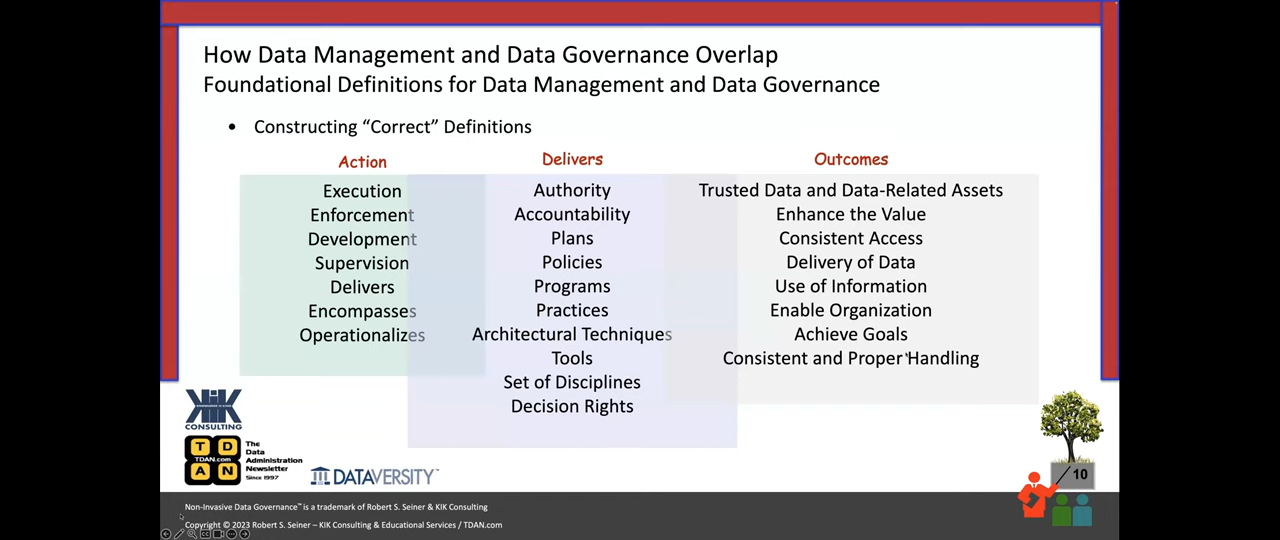 How Data Management and Data Governance Overlap
Foundational Definitions for Data Management and Data Governance
• Constructing “Correct” Definitions
Action
Execution
Enforcement
Development
Supervision
Delivers
Encompasses
Operationalizes
Delivers
Authority
Accountability
Plans
Policies
Programs
Practices
Architectural Techniques
Tools
Set of Disciplines
Decision Rights
Outcomes
Trusted Data and Data-Related Assets
Enhance the Value
Consistent Access
Delivery of Data
Use of Information
Enable Organization
Achieve Goals
Consistent and Proper Handling
KIK
CONSULTING
T D
TDAN.com
A N
The
Data
Administration
Newsletter
Since 1997
DATAVERSITY™
10
Non-Invasive Data Governance™ is a trademark of Robert S. Seiner & KIK Consulting
Copyright © 2023 Robert S. Seiner – KIK Consulting & Educational Services / TDAN.com